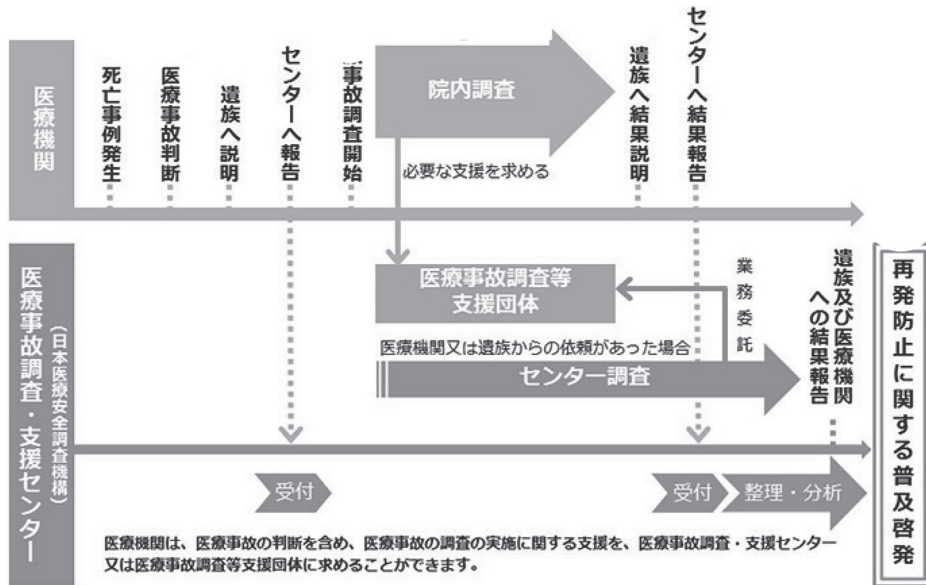 医療機関
死亡事例発生
医療事故判断
遺族へ説明
センターへ報告
事故調査開始
院内調査
必要な支援を求める
遺族へ結果説明
センターへ結果報告
医療事故調査・支援センター
（日本医療安全調査機構）
医療事故調査等
支援団体
業務委託
医療機関又は遺族からの依頼があった場合
センター調査
遺族及び医療機関
への結果報告
受付
受付
整理・分析
再発防止に関する普及啓発
医療機関は、医療事故の判断を含め、医療事故の調査の実施に関する支援を、医療事故調査・支援センター
又は医療事故調査等支援団体に求めることができます。